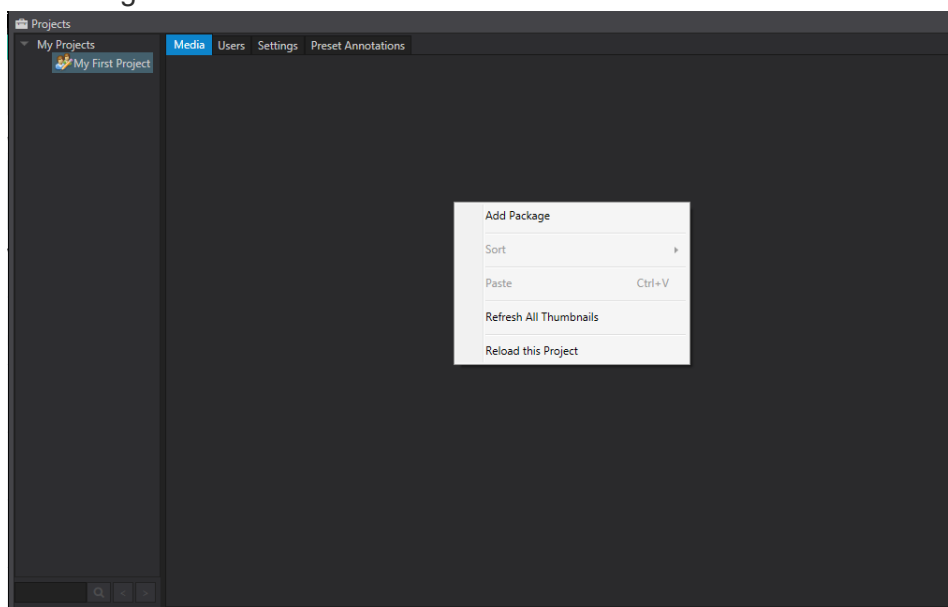 Projects
My Projects
My First Project
Media Users Settings Preset Annotations
Add Package
Sort
Paste Ctrl+V
Refresh All Thumbnails
Reload this Project